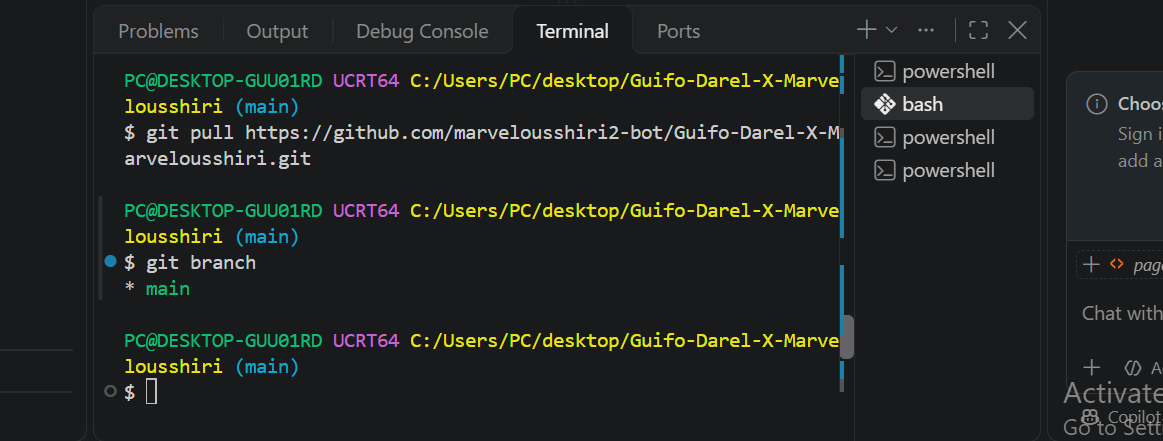 Problems Output Debug Console Terminal Ports
PC@DESKTOP-GUU01RD UCRT64 C:/Users/PC/desktop/Guifo-Darel-X-Marve
lousshiri (main)
$ git pull https://github.com/marvelousshiri2-bot/Guifo-Darel-X-M
arvelousshiri.git
PC@DESKTOP-GUU01RD UCRT64 C:/Users/PC/desktop/Guifo-Darel-X-Marve
lousshiri (main)
$ git branch
* main
PC@DESKTOP-GUU01RD UCRT64 C:/Users/PC/desktop/Guifo-Darel-X-Marve
lousshiri (main)
$
powershell
bash
powershell
powershell
Choos
Sign i
add a
page
Chat with
Activate
Copilot
Go to Sett